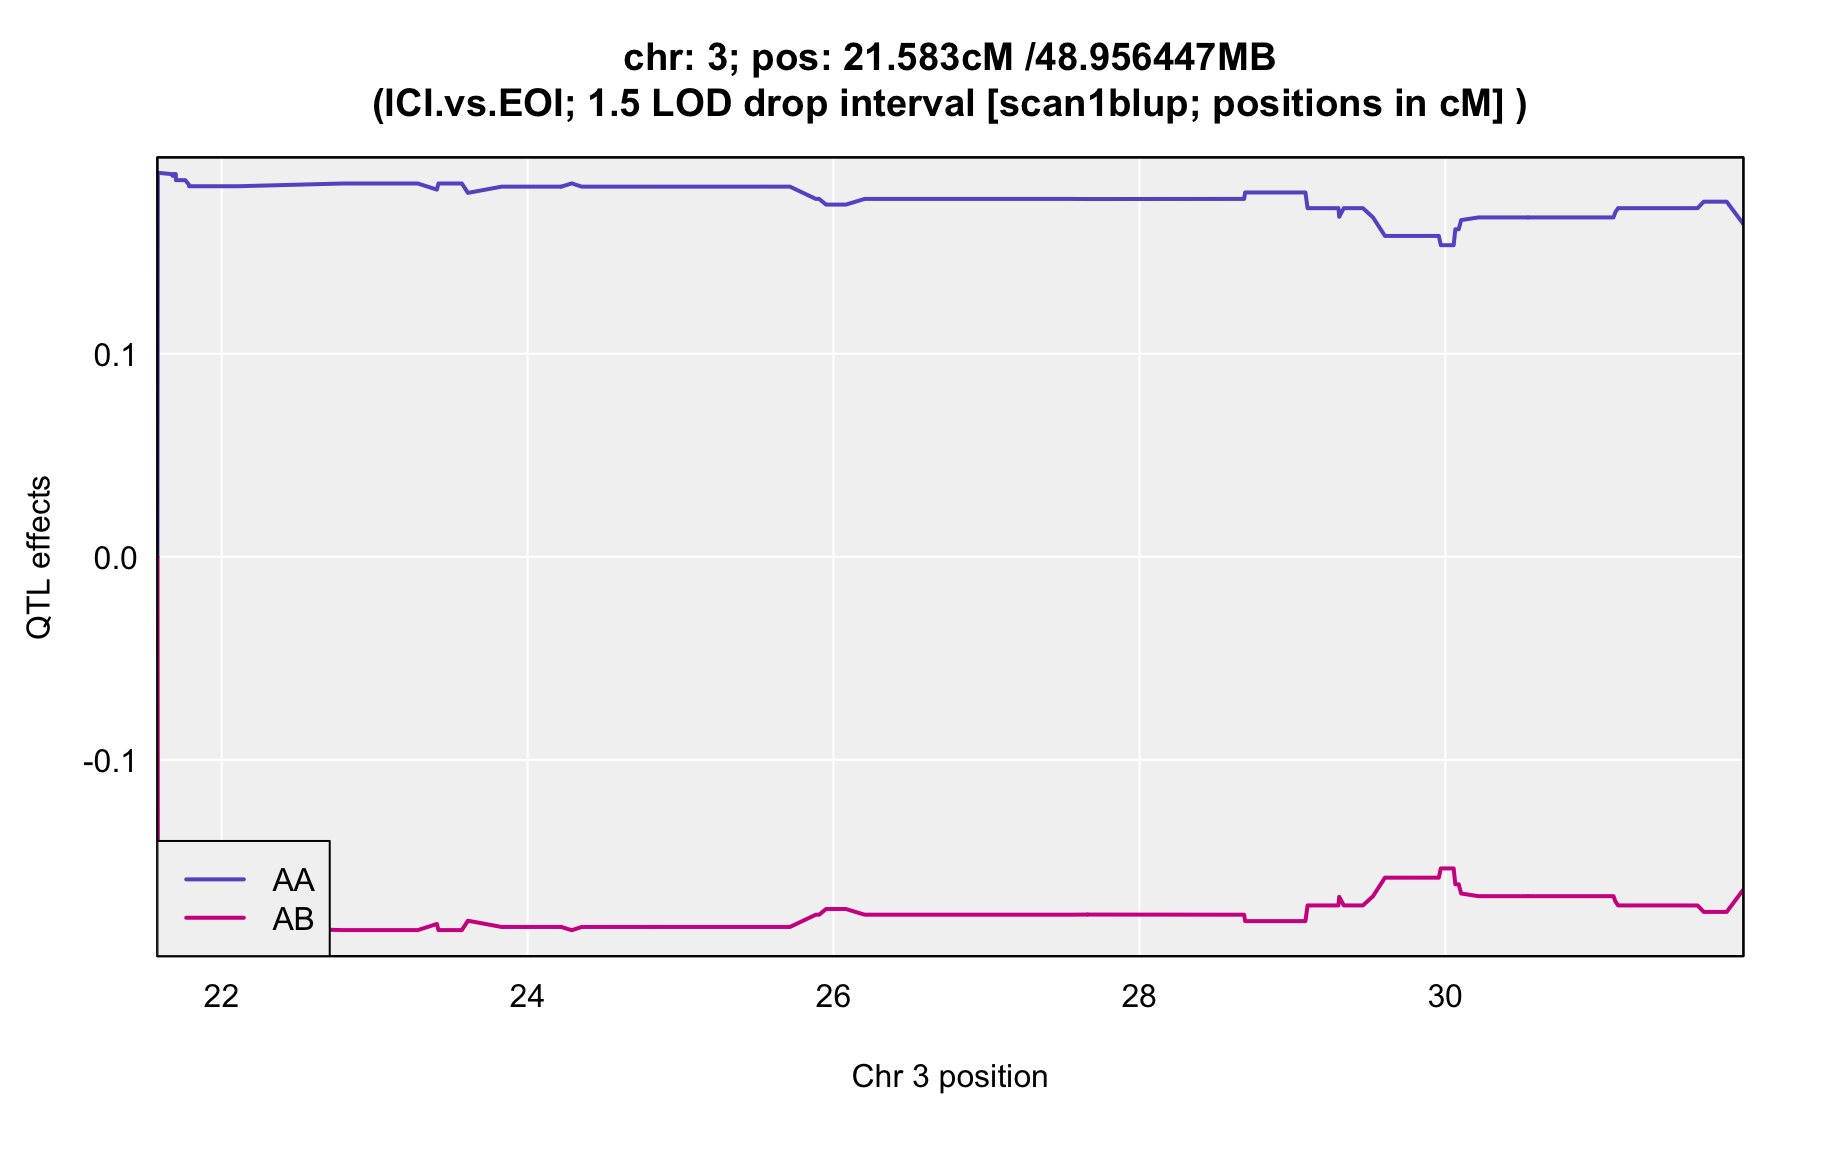 chr: 3; pos: 21.583cM /48.956447MB
(ICI.vs.EOI; 1.5 LOD drop interval [scan1blup; positions in cM] )
QTL effects
0.1
0.0
-0.1
AA
AB
22 24 26 28 30
Chr 3 position